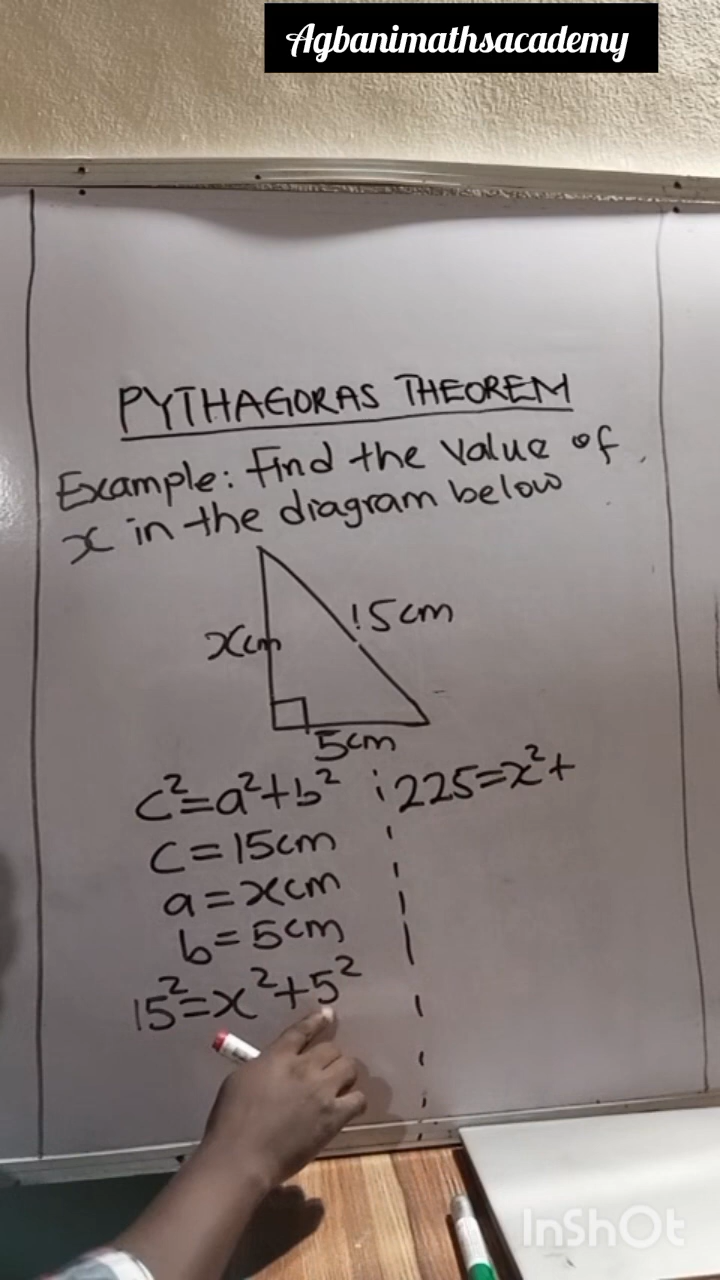 Agbanimathsacademy
PYTHAGORAS THEOREM
Example: Find the value of
x in the diagram below
xcm
15cm
5cm
c²=a²+b²
c=15cm
a=xcm
b=5cm
15²=x²+5²
225=x²+
InShOt